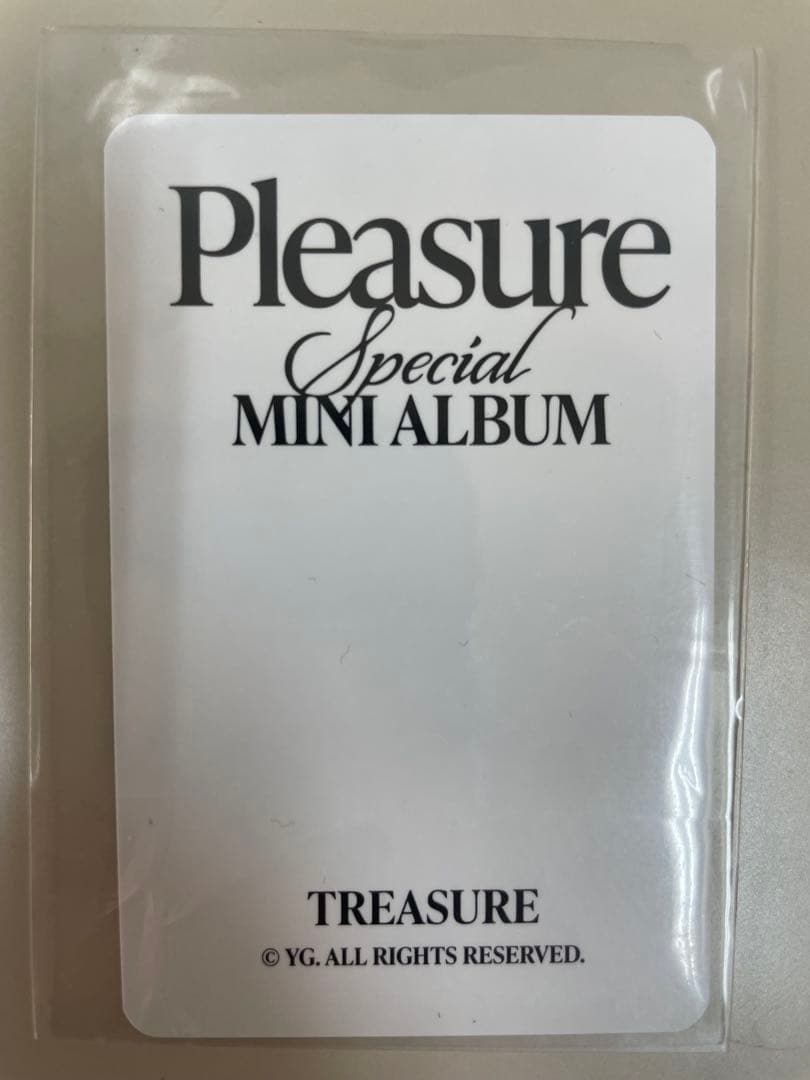 Pleasure
Special
MINI ALBUM
TREASURE
© YG. ALL RIGHTS RESERVED.